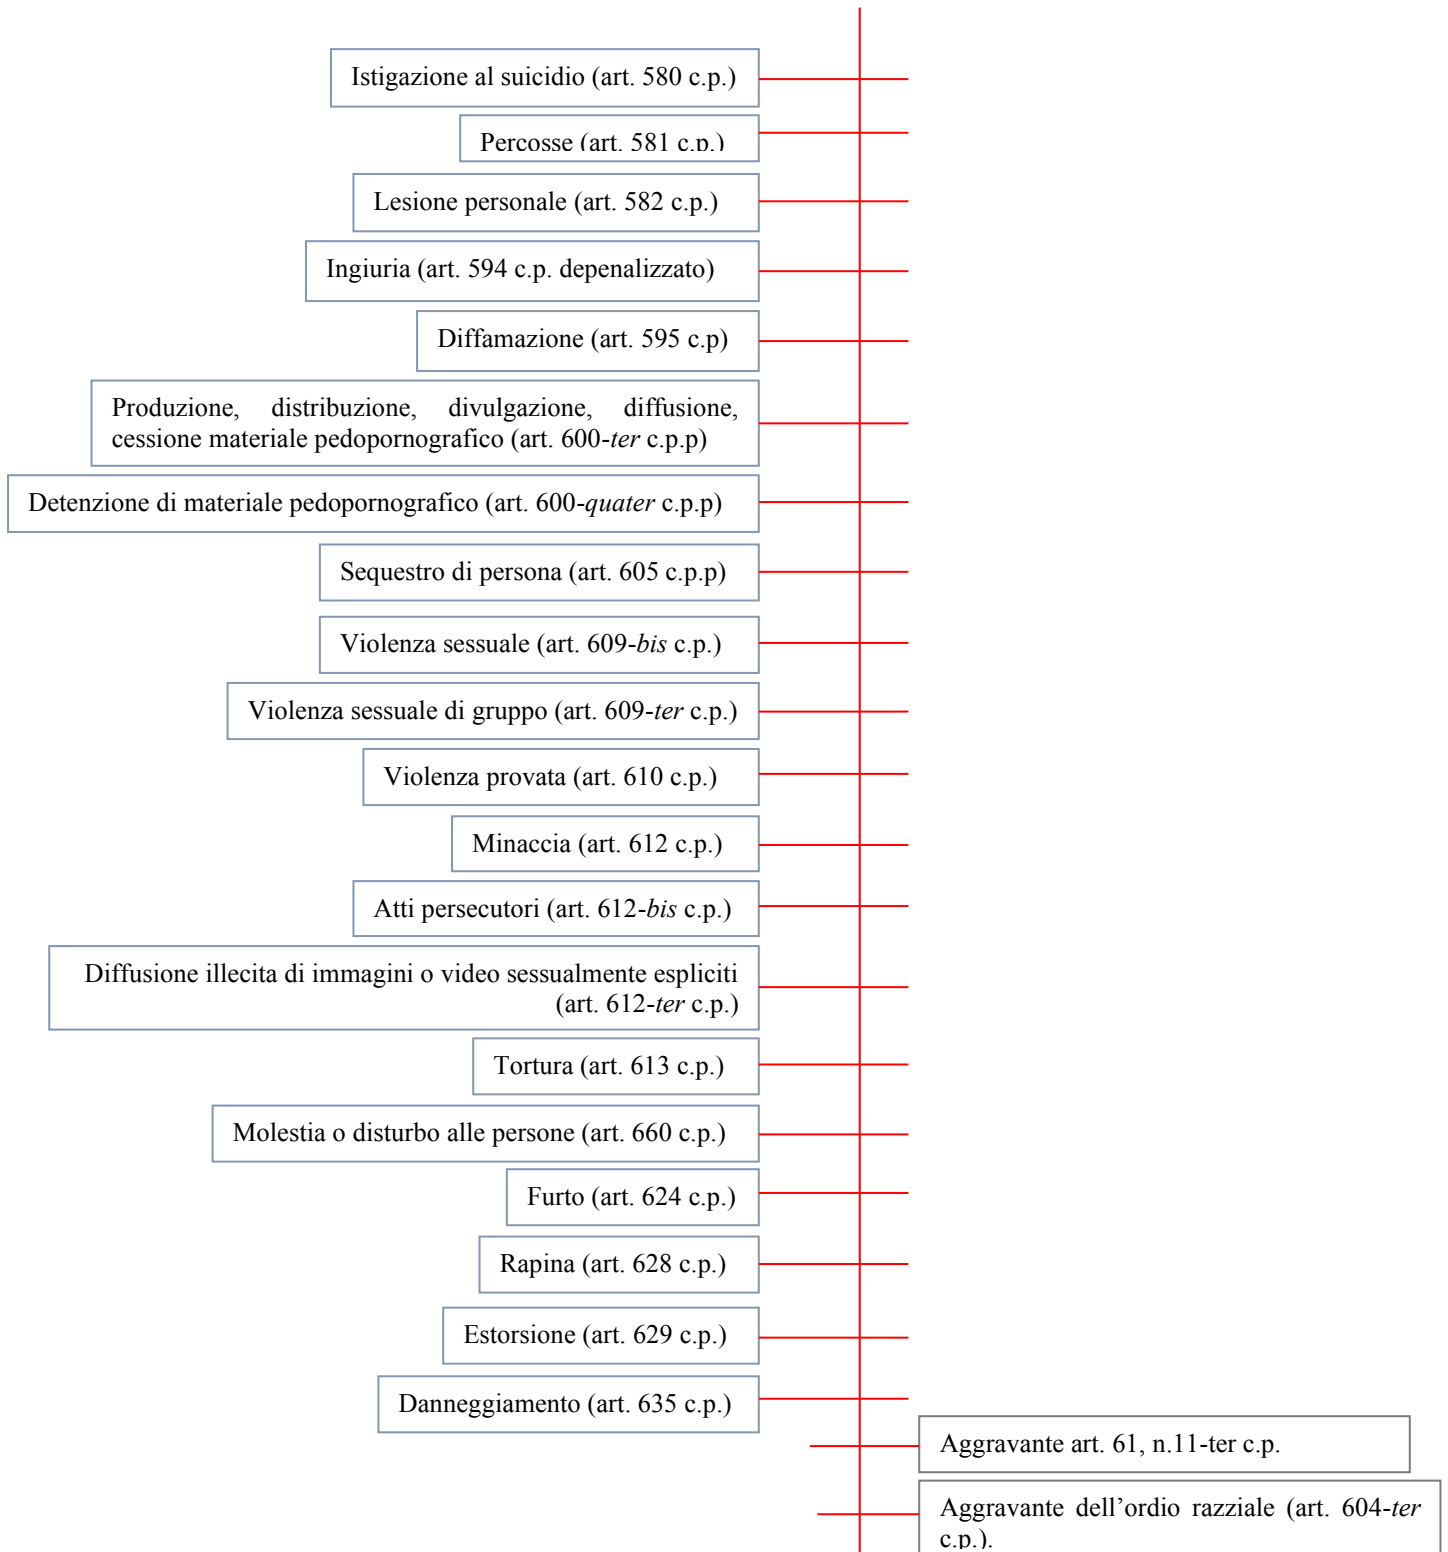 Istigazione al suicidio (art. 580 c.p.)
Percosse (art. 581 c.p.)
Lesione personale (art. 582 c.p.)
Ingiuria (art. 594 c.p. depenalizzato)
Diffamazione (art. 595 c.p)
Produzione, distribuzione, divulgazione, diffusione,
cessione materiale pedopornografico (art. 600-ter c.p.p)
Detenzione di materiale pedopornografico (art. 600-quater c.p.p)
Sequestro di persona (art. 605 c.p.p)
Violenza sessuale (art. 609-bis c.p.)
Violenza sessuale di gruppo (art. 609-ter c.p.)
Violenza provata (art. 610 c.p.)
Minaccia (art. 612 c.p.)
Atti persecutori (art. 612-bis c.p.)
Diffusione illecita di immagini o video sessualmente espliciti
(art. 612-ter c.p.)
Tortura (art. 613 c.p.)
Molestia o disturbo alle persone (art. 660 c.p.)
Furto (art. 624 c.p.)
Rapina (art. 628 c.p.)
Estorsione (art. 629 c.p.)
Danneggiamento (art. 635 c.p.)
Aggravante art. 61, n.11-ter c.p.
Aggravante dell’ordio razziale (art. 604-ter
c.p.).